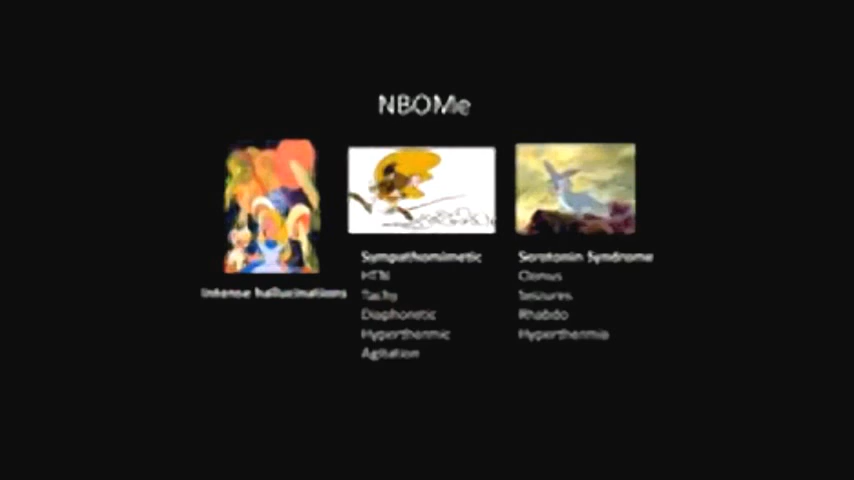 NBOMe
Intense hallucinations
Sympathomimetic
HTN
Tachy
Diaphoretic
Hyperthermic
Agitation
Serotonin Syndrome
Clonus
Seizures
Rhabdo
Hyperthermia